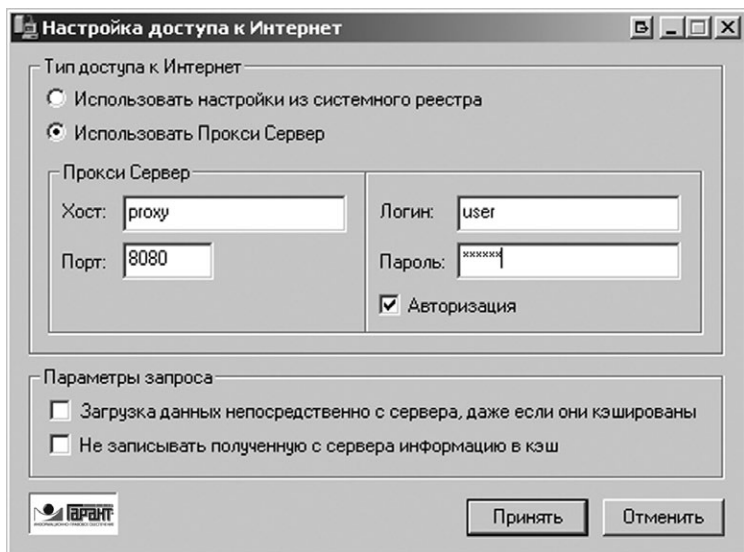 Настройка доступа к Интернет
Тип доступа к Интернет
Использовать настройки из системного реестра
Использовать Прокси Сервер
Прокси Сервер
Хост: proxy
Логин: user
Порт: 8080
Пароль: ******
Авторизация
Параметры запроса
Загрузка данных непосредственно с сервера, даже если они кэшированы
Не записывать полученную с сервера информацию в кэш
ГАРАНТ
Принять
Отменить